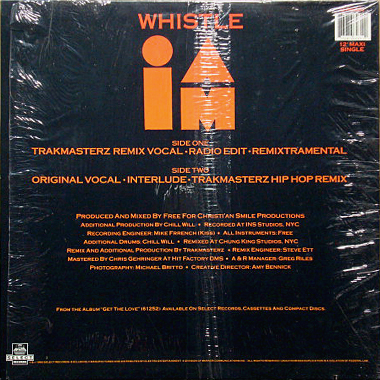 WHISTLE
I AM
12" MAXI
SINGLE
SIDE ONE
TRAKMASTERZ REMIX VOCAL • RADIO EDIT • REMIXTRAMENTAL
SIDE TWO
ORIGINAL VOCAL • INTERLUDE • TRAKMASTERZ HIP HOP REMIX
PRODUCED AND MIXED BY FREE FOR CHRISTIAN SMILE PRODUCTIONS
ADDITIONAL PRODUCTION BY CHILL WILL • RECORDED AT INS STUDIOS, NYC
RECORDING ENGINEER: MIKE FFRENCH (KISS) • ALL INSTRUMENTS: FREE
ADDITIONAL DRUMS: CHILL WILL • REMIXED AT CHUNG KING STUDIOS, NYC
REMIX AND ADDITIONAL PRODUCTION BY TRAKMASTERZ • REMIX ENGINEER: STEVE ETT
MASTERED BY CHRIS GEHRINGER AT HIT FACTORY DMS • A & R MANAGER: GREG RILES
PHOTOGRAPHY: MICHAEL BRITTO • CREATIVE DIRECTOR: AMY BENNICK
FROM THE ALBUM "GET THE LOVE" (61252): AVAILABLE ON SELECT RECORDS, CASSETTES AND COMPACT DISCS.
SELECT
RECORDS